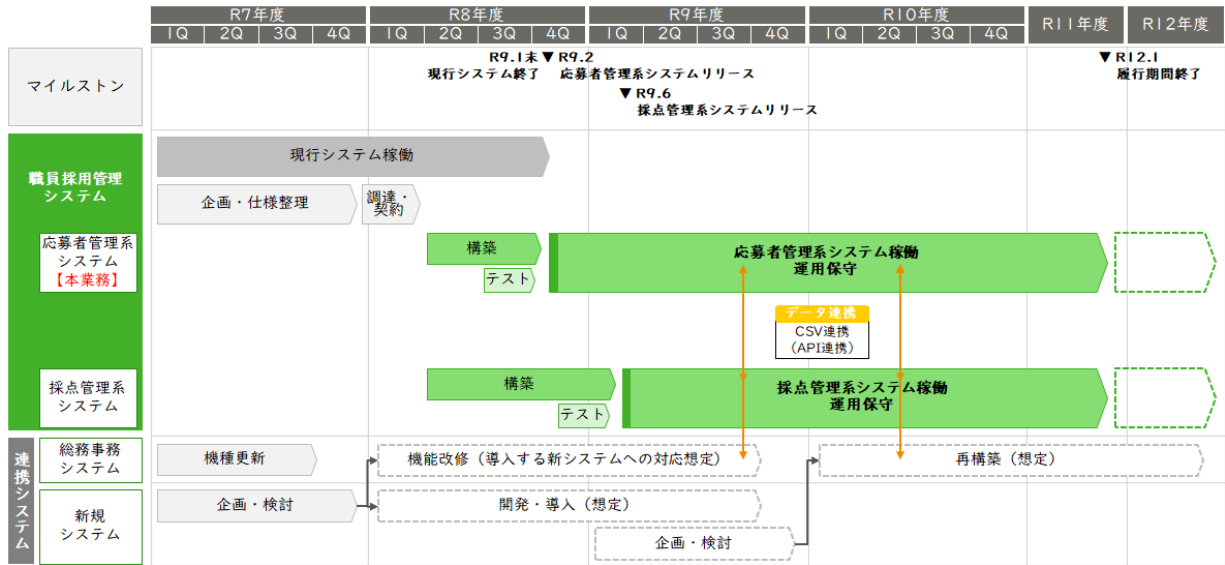 R7年度 R8年度 R9年度 R10年度 R11年度 R12年度
1Q 2Q 3Q 4Q 1Q 2Q 3Q 4Q 1Q 2Q 3Q 4Q 1Q 2Q 3Q 4Q
マイルストン
R9.1末 ▼ R9.2 ▼ R12.1
現行システム終了 応募者管理系システムリリース 履行期間終了
▼ R9.6
採点管理系システムリリース
職員採用管理
システム
現行システム稼働
企画・仕様整理
調達・
契約
応募者管理系
システム
【本業務】
構築
テスト
応募者管理系システム稼働
運用保守
データ連携
CSV連携
(API連携)
採点管理系
システム
構築
テスト
採点管理系システム稼働
運用保守
連携システム
総務事務
システム
機種更新
機能改修（導入する新システムへの対応想定）
再構築（想定）
新規
システム
企画・検討
開発・導入（想定）
企画・検討